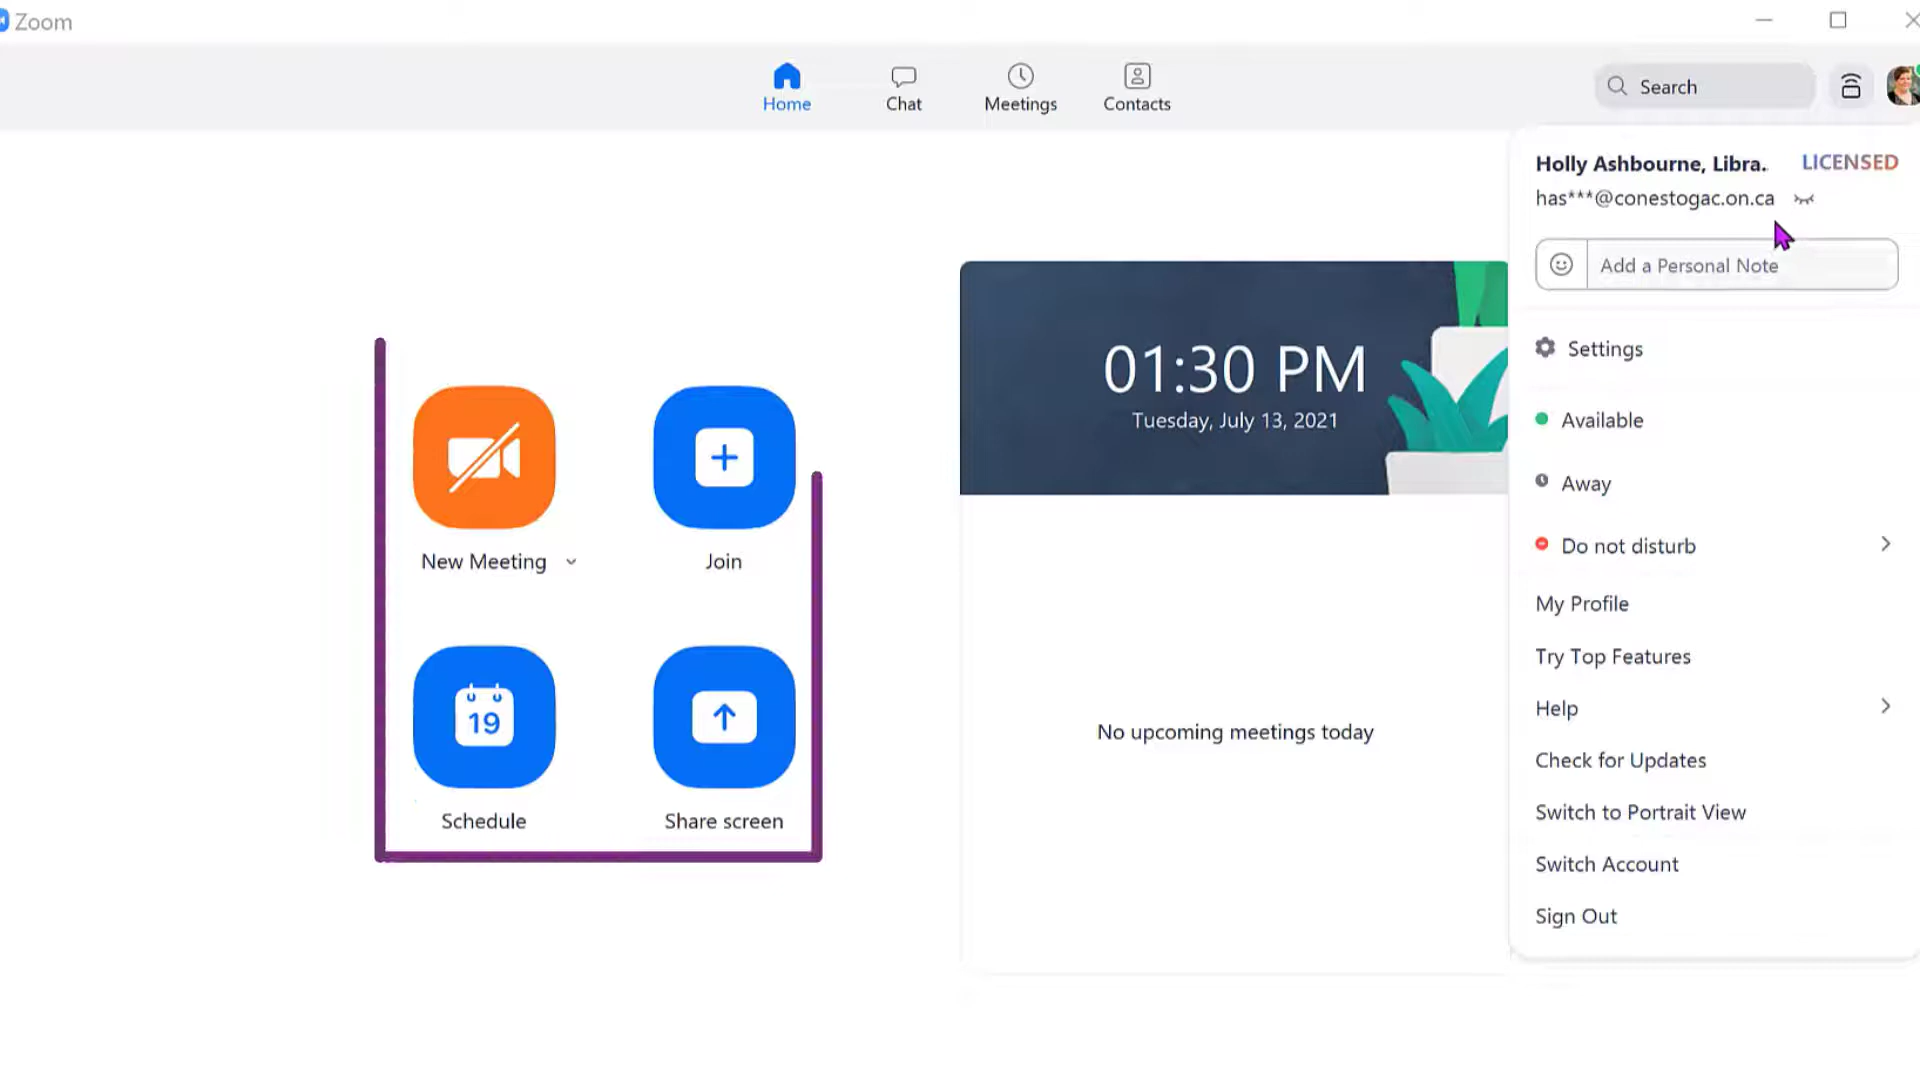 Zoom
Home
Chat
Meetings
Contacts
Search
Holly Ashbourne, Libra..
LICENSED
has***@conestogac.on.ca
Add a Personal Note
Settings
Available
Away
Do not disturb
My Profile
Try Top Features
Help
Check for Updates
Switch to Portrait View
Switch Account
Sign Out
01:30 PM
Tuesday, July 13, 2021
No upcoming meetings today
New Meeting
Join
19
Schedule
Share screen